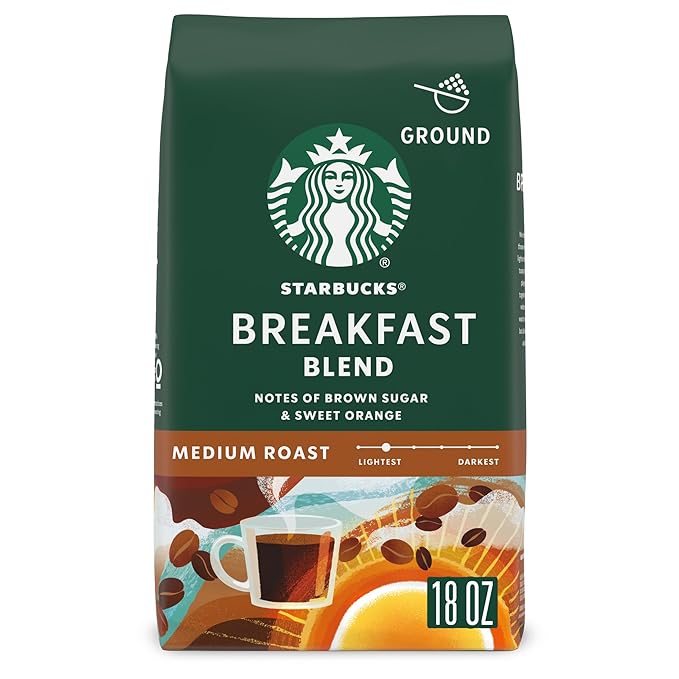 GROUND
STARBUCKS®
BREAKFAST
BLEND
NOTES OF BROWN SUGAR
& SWEET ORANGE
MEDIUM ROAST
LIGHTEST
DARKEST
18 OZ